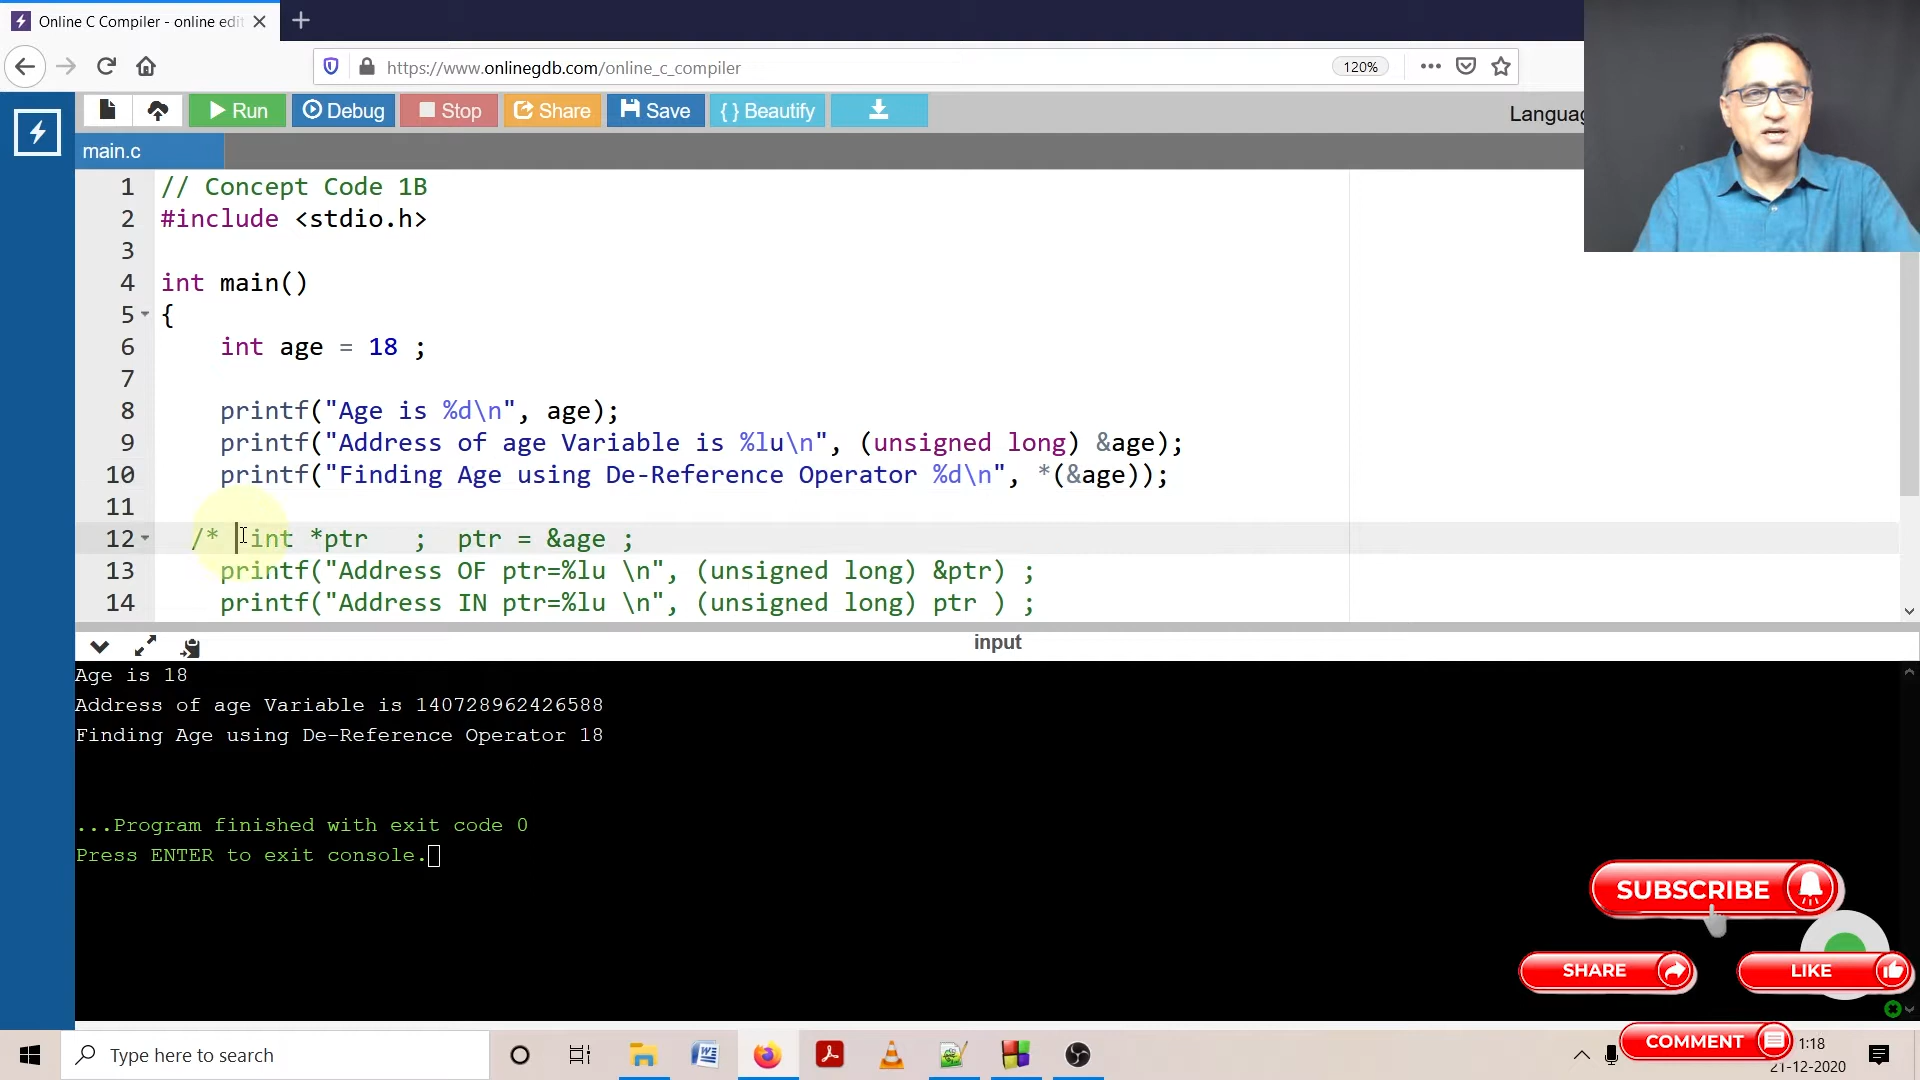 Online C Compiler - online edit
https://www.onlinegdb.com/online_c_compiler
120%
Run
Debug
Stop
Share
Save
{ } Beautify
Languag
main.c
1 // Concept Code 1B
2 #include <stdio.h>
3
4 int main()
5 {
6 int age = 18 ;
7
8 printf("Age is %d\n", age);
9 printf("Address of age Variable is %lu\n", (unsigned long) &age);
10 printf("Finding Age using De-Reference Operator %d\n", *(&age));
11
12 /* int *ptr ; ptr = &age ;
13 printf("Address OF ptr=%lu \n", (unsigned long) &ptr) ;
14 printf("Address IN ptr=%lu \n", (unsigned long) ptr ) ;
input
Age is 18
Address of age Variable is 140728962426588
Finding Age using De-Reference Operator 18
...Program finished with exit code 0
Press ENTER to exit console.
SUBSCRIBE
SHARE
LIKE
COMMENT
Type here to search
1:18
21-12-2020